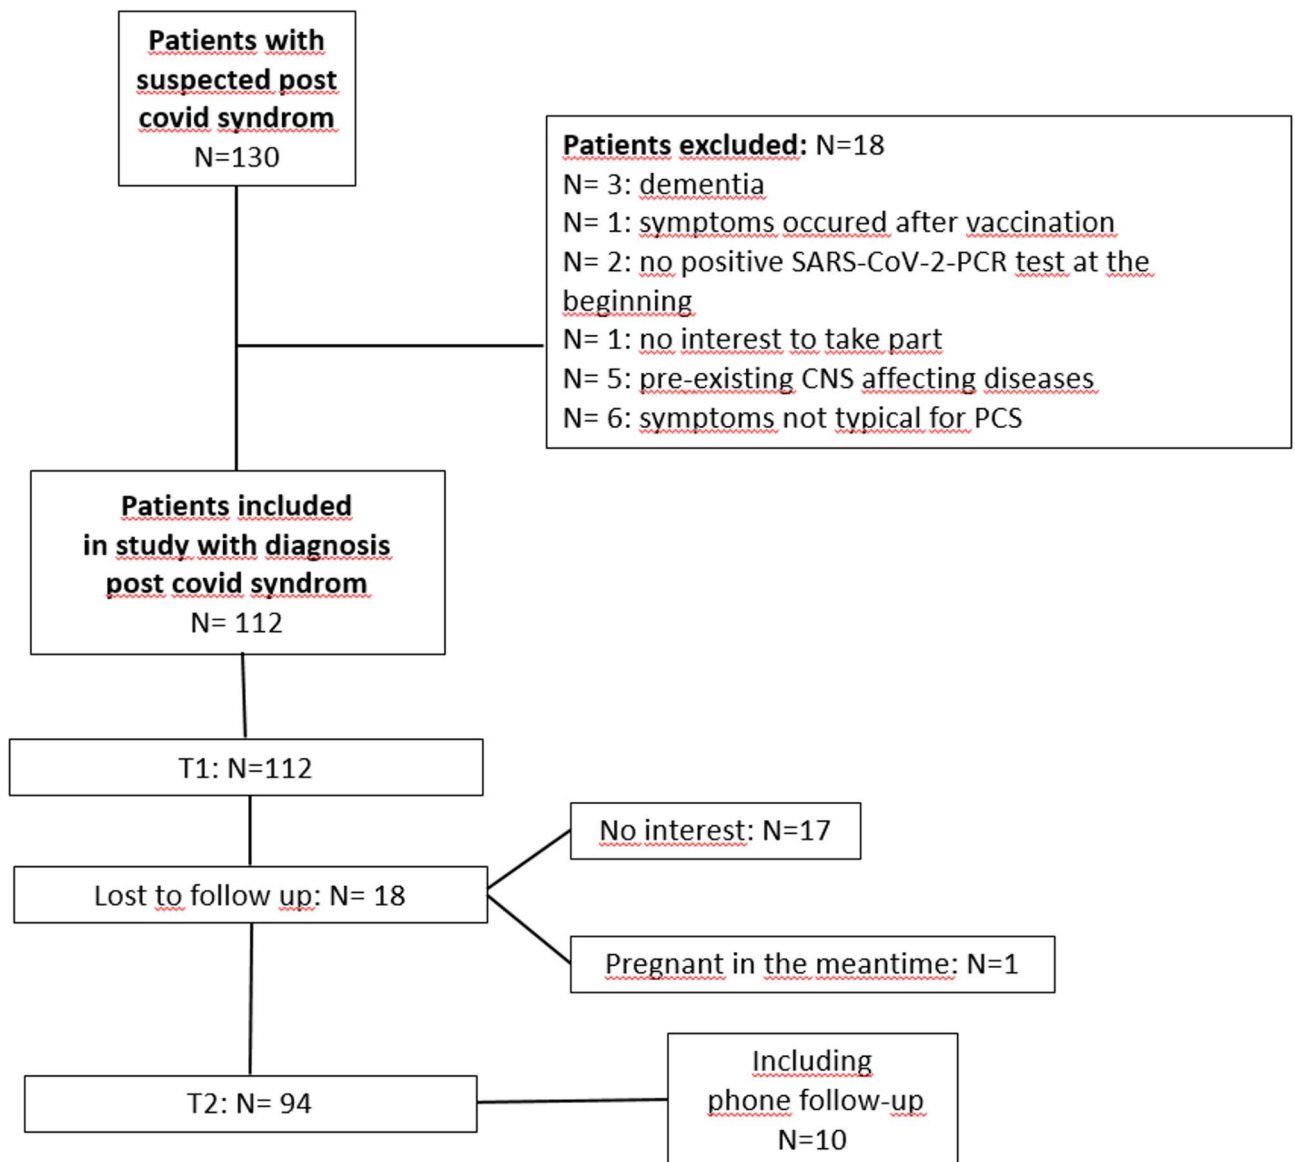 Patients with
suspected post
covid syndrom
N=130
Patients excluded: N=18
N= 3: dementia
N= 1: symptoms occured after vaccination
N= 2: no positive SARS-CoV-2-PCR test at the
beginning
N= 1: no interest to take part
N= 5: pre-existing CNS affecting diseases
N= 6: symptoms not typical for PCS
Patients included
in study with diagnosis
post covid syndrom
N= 112
T1: N=112
No interest: N=17
Lost to follow up: N= 18
Pregnant in the meantime: N=1
T2: N= 94
Including
phone follow-up
N=10